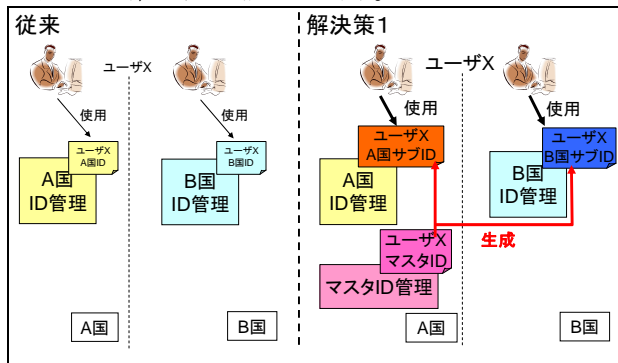 従来
ユーザX
使用
使用
ユーザX
A国ID
A国
ID管理
ユーザX
B国ID
B国
ID管理
A国
B国
解決策1
ユーザX
使用
使用
ユーザX
A国サブID
A国
ID管理
ユーザX
B国サブID
B国
ID管理
生成
ユーザX
マスタID
マスタID管理
A国
B国